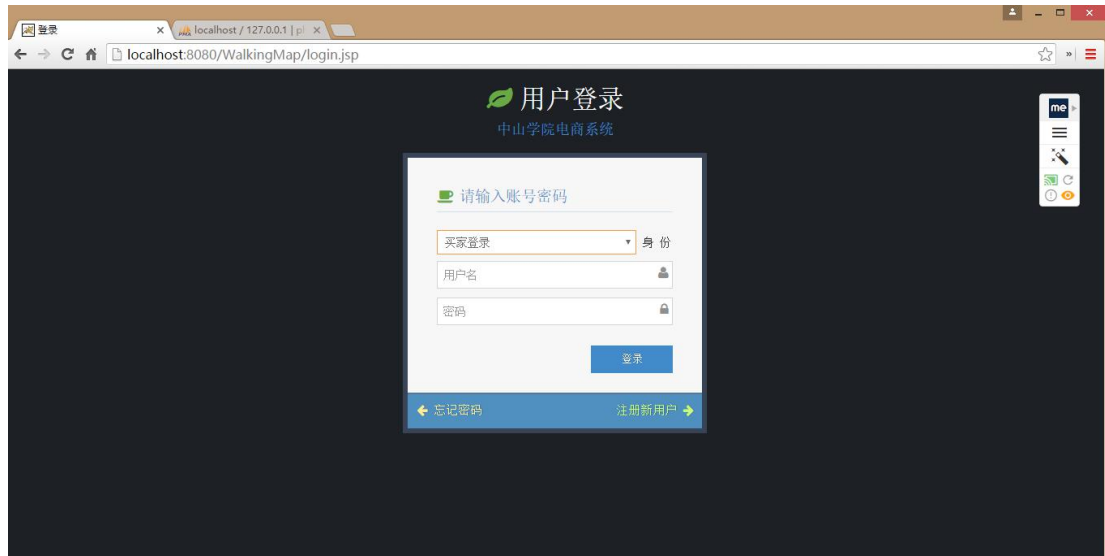 登录
localhost / 127.0.0.1 | pl
localhost:8080/WalkingMap/login.jsp
用户登录
中山学院电商系统
me
请输入账号密码
买家登录
身 份
用户名
密码
登录
忘记密码
注册新用户